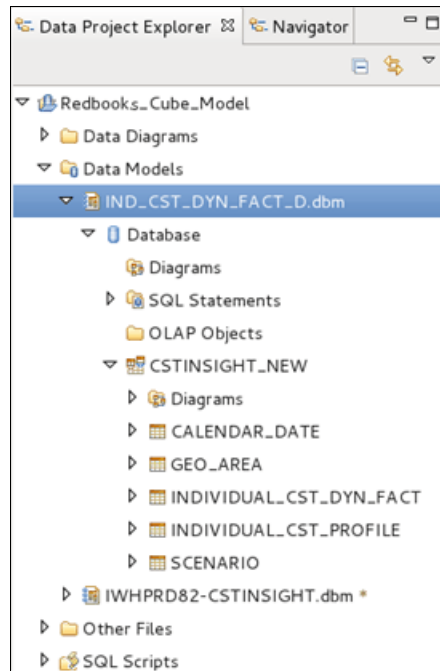 Data Project Explorer Navigator
Redbooks_Cube_Model
Data Diagrams
Data Models
IND_CST_DYN_FACT_D.dbm
Database
Diagrams
SQL Statements
OLAP Objects
CSTINSIGHT_NEW
Diagrams
CALENDAR_DATE
GEO_AREA
INDIVIDUAL_CST_DYN_FACT
INDIVIDUAL_CST_PROFILE
SCENARIO
IWHPRD82-CSTINSIGHT.dbm *
Other Files
SQL Scripts